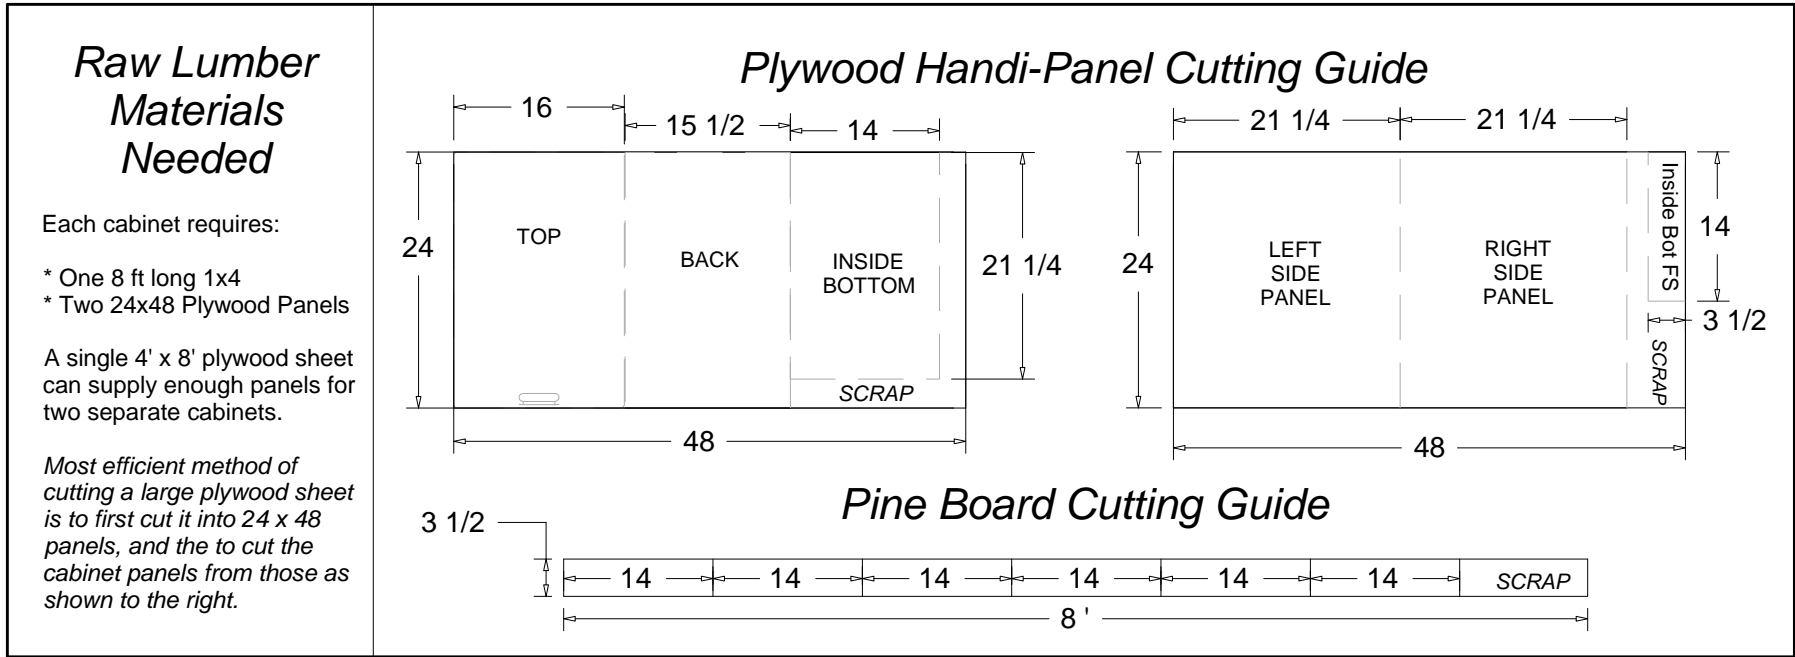 Raw Lumber
Materials
Needed
Each cabinet requires:
* One 8 ft long 1x4
* Two 24x48 Plywood Panels
A single 4' x 8' plywood sheet
can supply enough panels for
two separate cabinets.
Most efficient method of
cutting a large plywood sheet
is to first cut it into 24 x 48
panels, and the to cut the
cabinet panels from those as
shown to the right.
Plywood Handi-Panel Cutting Guide
16
15 1/2
14
24
TOP
BACK
INSIDE
BOTTOM
21 1/4
SCRAP
48
21 1/4
21 1/4
24
LEFT
SIDE
PANEL
RIGHT
SIDE
PANEL
Inside Bot FS
14
3 1/2
SCRAP
48
Pine Board Cutting Guide
3 1/2
14
14
14
14
14
14
SCRAP
8 '